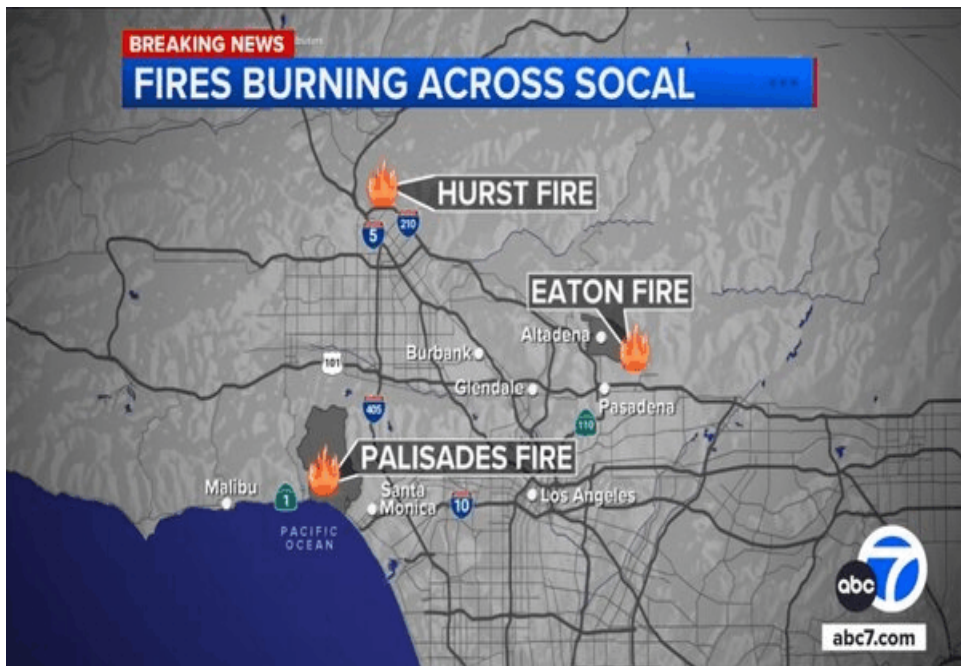 BREAKING NEWS
FIRES BURNING ACROSS SOCAL
HURST FIRE
210
5
EATON FIRE
Altadena
Burbank
101
Glendale
Pasadena
405
110
PALISADES FIRE
Malibu
1
Santa
Monica
10
Los Angeles
PACIFIC
OCEAN
abc 7
abc7.com